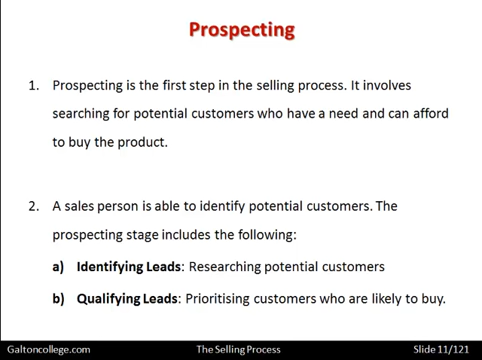 Prospecting
1. Prospecting is the first step in the selling process. It involves
searching for potential customers who have a need and can afford
to buy the product.
2. A sales person is able to identify potential customers. The
prospecting stage includes the following:
a) Identifying Leads: Researching potential customers
b) Qualifying Leads: Prioritising customers who are likely to buy.
Galtoncollege.com The Selling Process Slide 11/121